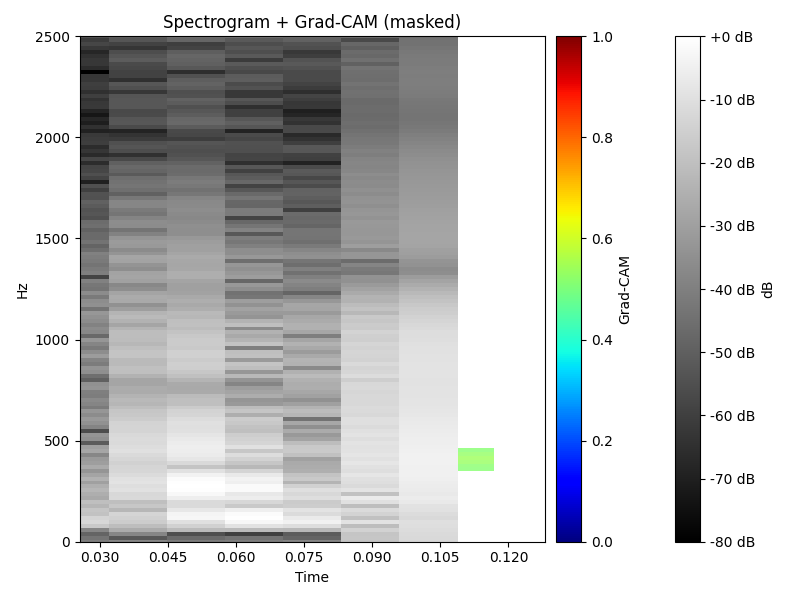 Spectrogram + Grad-CAM (masked)
2500
2000
1500
1000
500
0
Hz
0.030
0.045
0.060
0.075
0.090
0.105
0.120
Time
1.0
0.8
0.6
0.4
0.2
0.0
Grad-CAM
+0 dB
-10 dB
-20 dB
-30 dB
-40 dB
-50 dB
-60 dB
-70 dB
-80 dB
dB